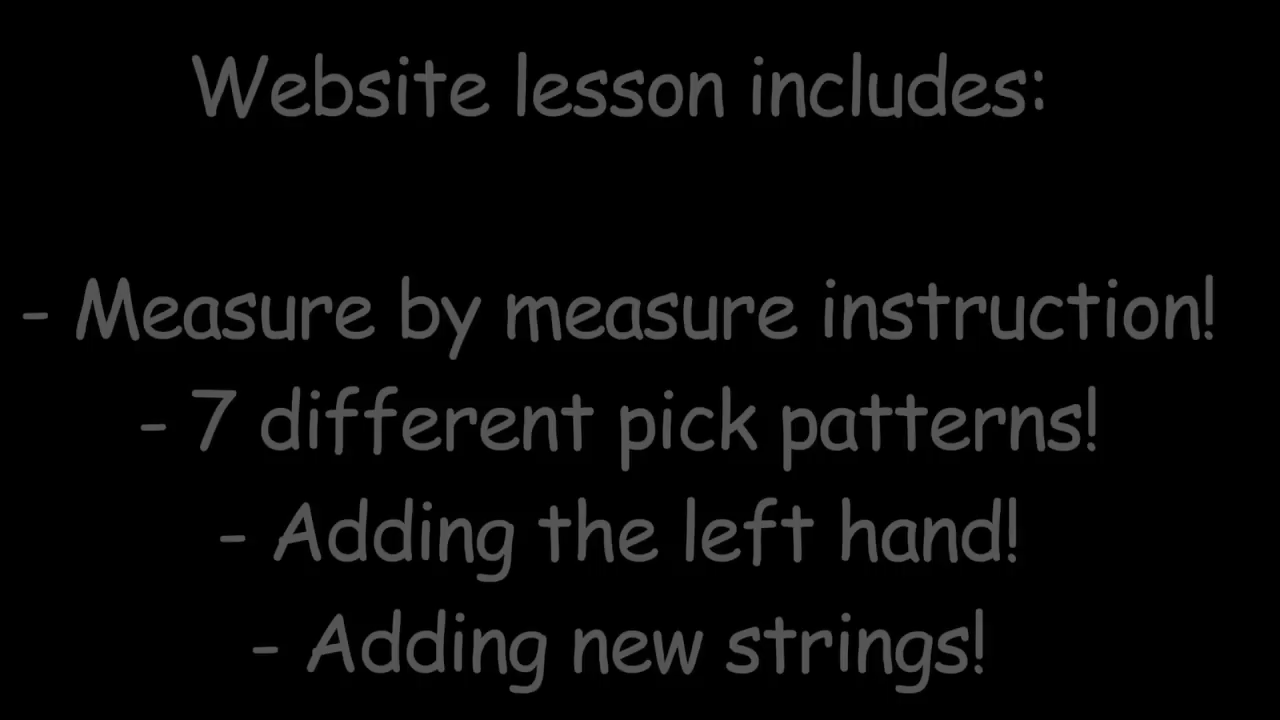 Website lesson includes:
- Measure by measure instruction!
- 7 different pick patterns!
- Adding the left hand!
- Adding new strings!